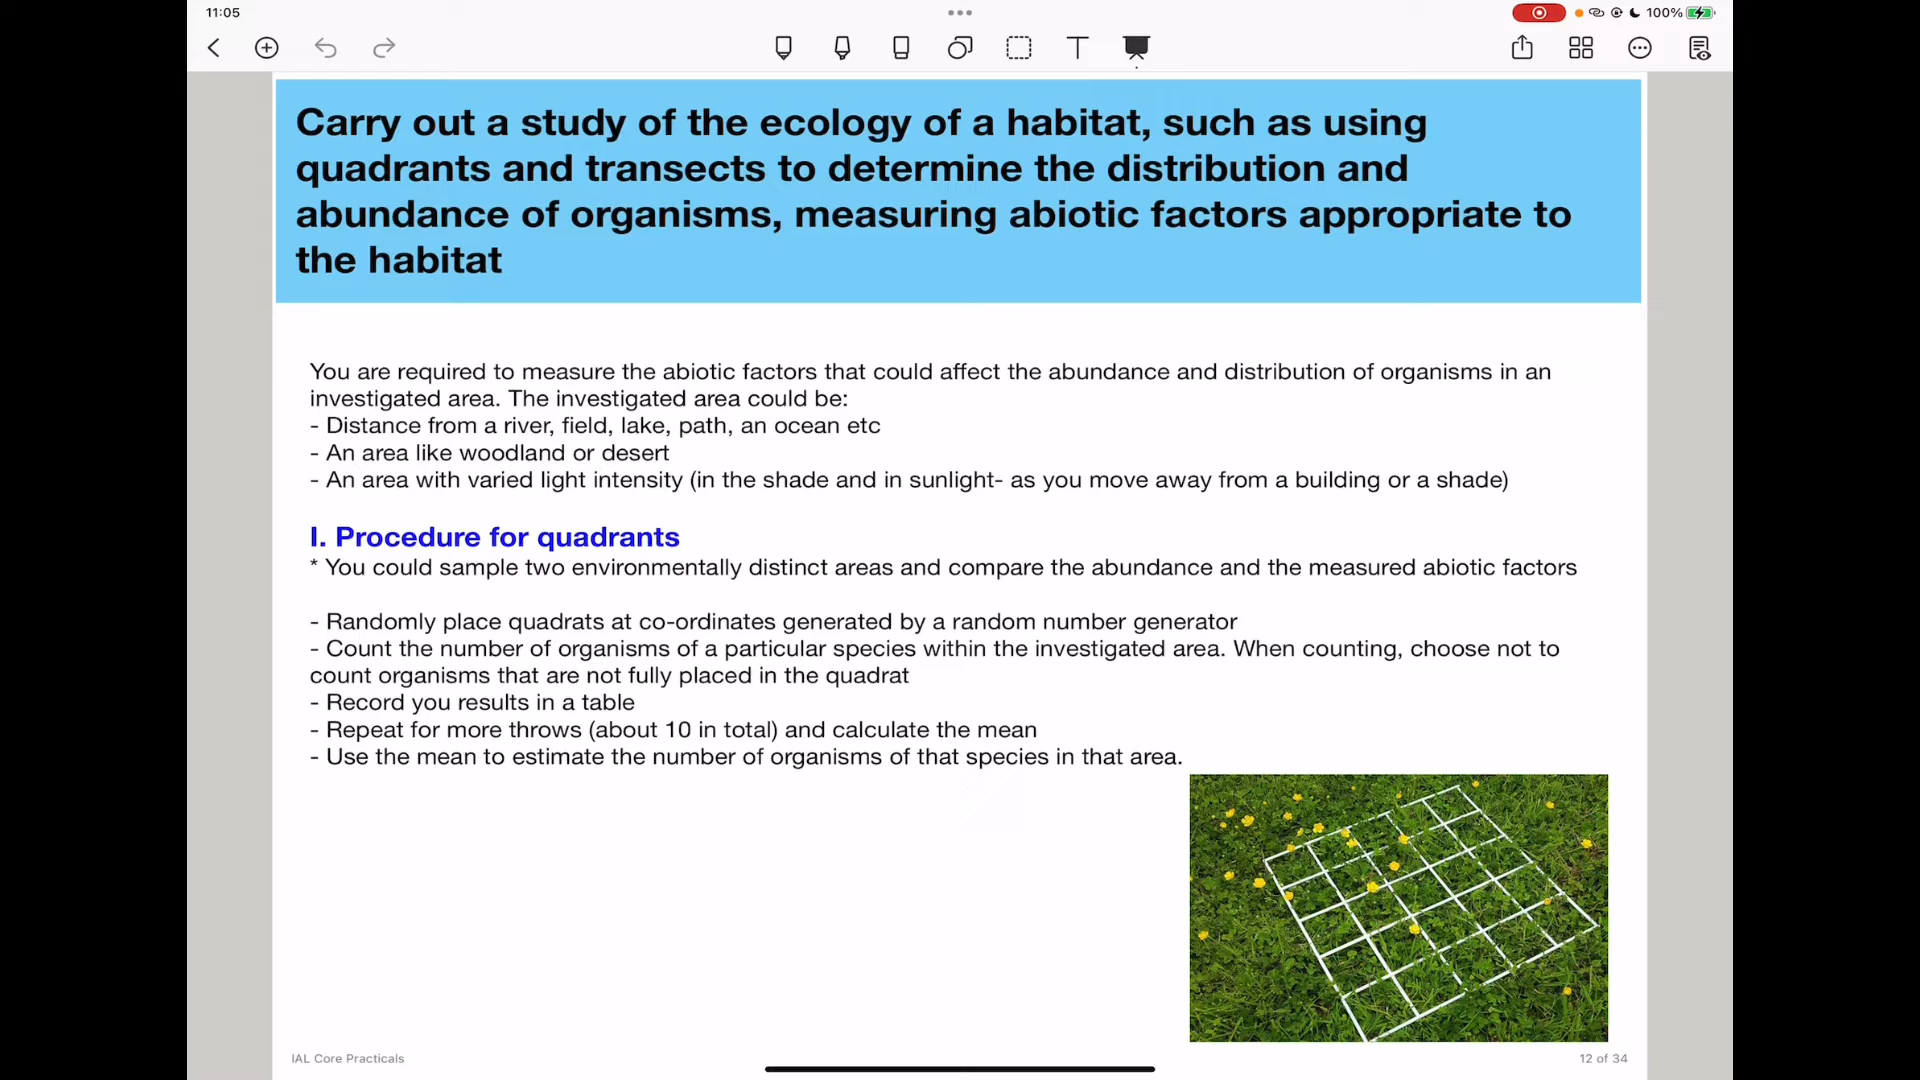 11:05
100%
Carry out a study of the ecology of a habitat, such as using
quadrants and transects to determine the distribution and
abundance of organisms, measuring abiotic factors appropriate to
the habitat
You are required to measure the abiotic factors that could affect the abundance and distribution of organisms in an
investigated area. The investigated area could be:
- Distance from a river, field, lake, path, an ocean etc
- An area like woodland or desert
- An area with varied light intensity (in the shade and in sunlight- as you move away from a building or a shade)
I. Procedure for quadrants
* You could sample two environmentally distinct areas and compare the abundance and the measured abiotic factors
- Randomly place quadrats at co-ordinates generated by a random number generator
- Count the number of organisms of a particular species within the investigated area. When counting, choose not to
count organisms that are not fully placed in the quadrat
- Record you results in a table
- Repeat for more throws (about 10 in total) and calculate the mean
- Use the mean to estimate the number of organisms of that species in that area.
IAL Core Practicals
12 of 34